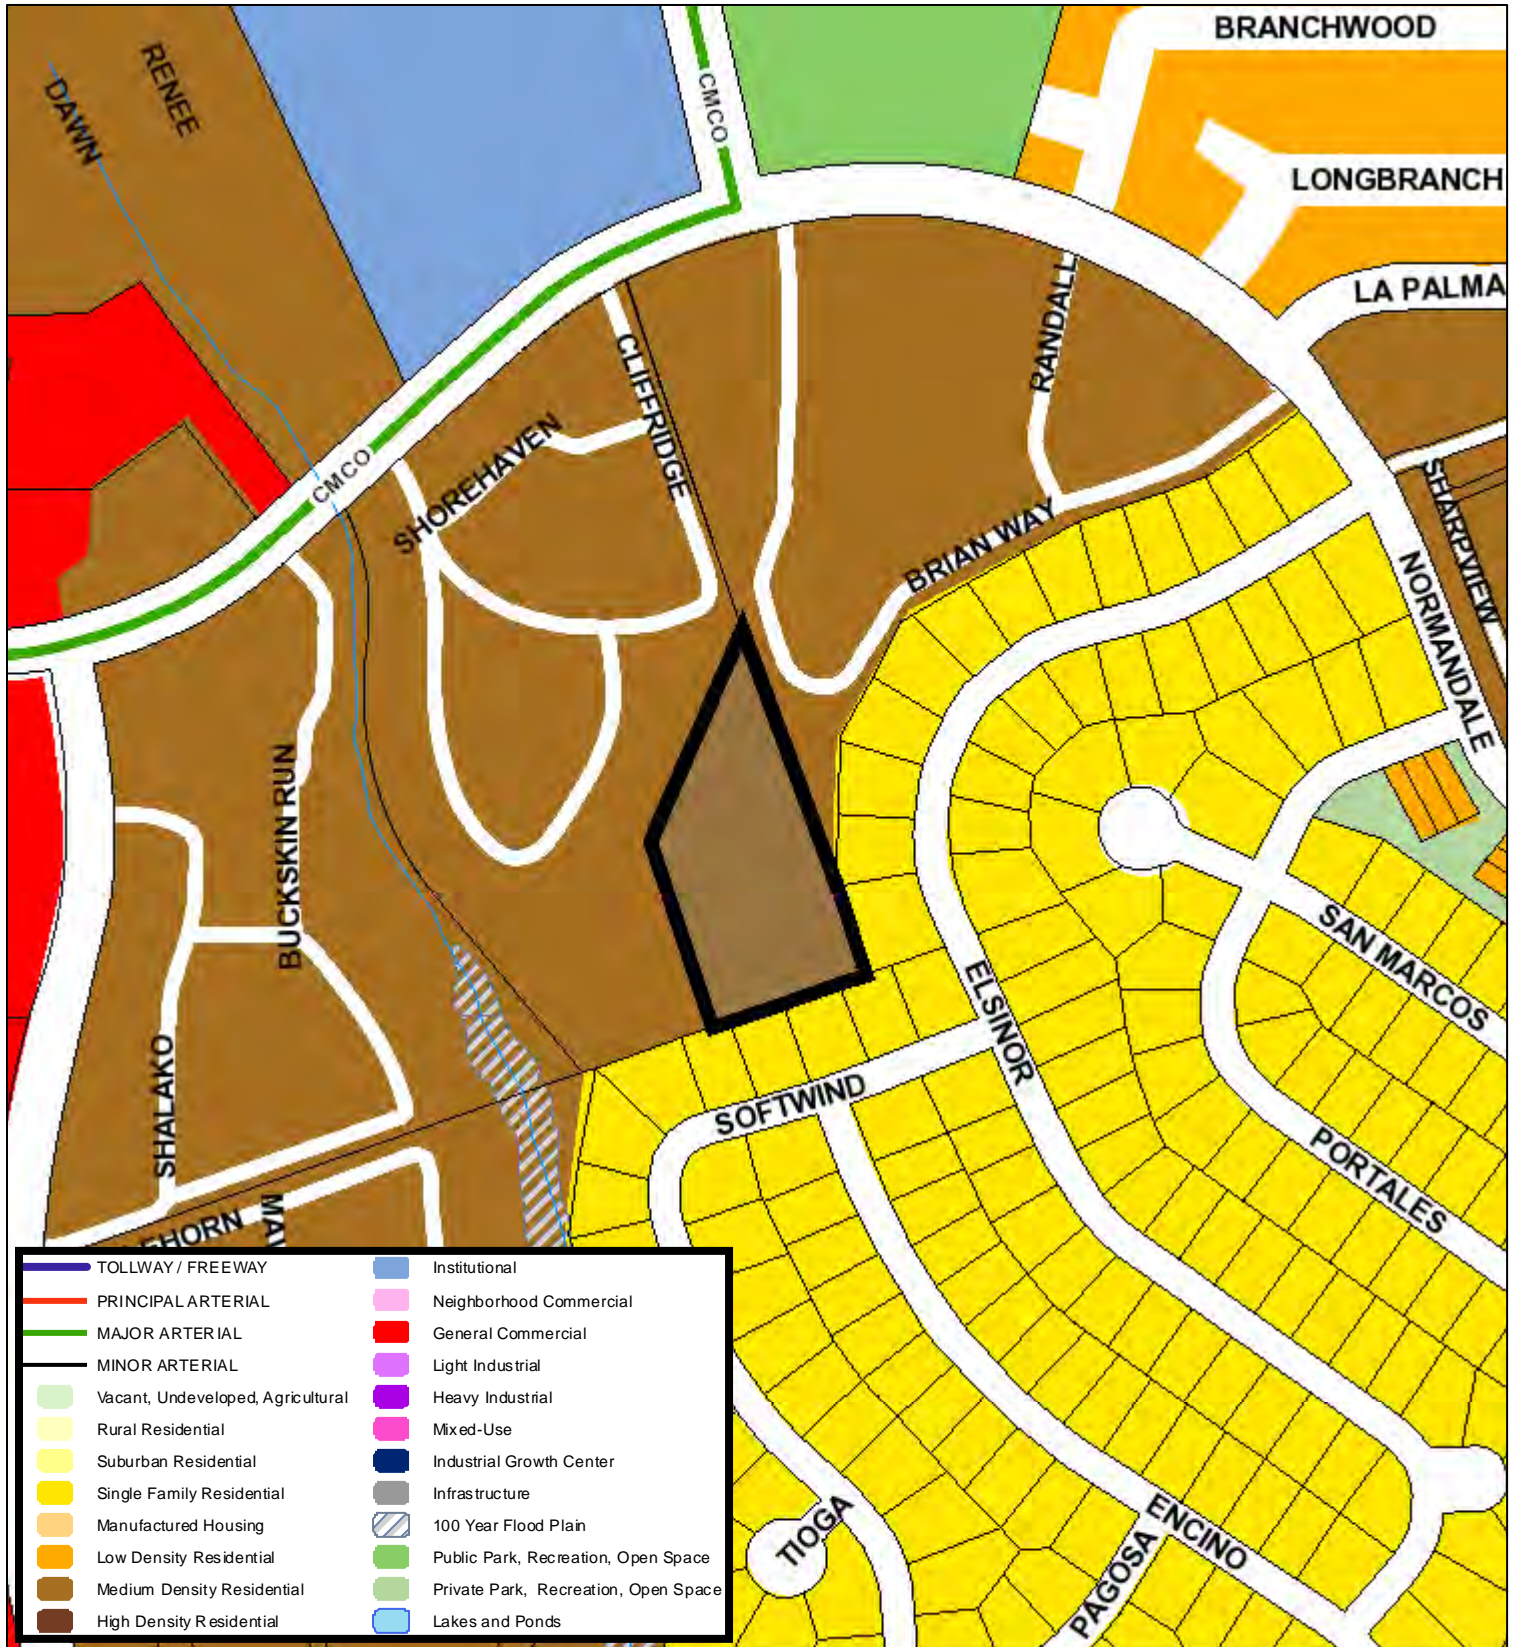 BRANCHWOOD
RENEE
DAWN
CMCO
LONGBRANCH
LA PALMA
RANDALL
CLIFFRIDGE
SHOREHAVEN
CMCO
BRIAN WAY
SHARPVIEW
NORMANDALE
BUCKSKIN RUN
SAN MARCOS
ELSINOR
SHALAKO
SOFTWIND
PORTALES
EHORN
MAV
TIOGA
ENCINO
PAGOSA
TOLLWAY / FREEWAY
PRINCIPAL ARTERIAL
MAJOR ARTERIAL
MINOR ARTERIAL
Vacant, Undeveloped, Agricultural
Rural Residential
Suburban Residential
Single Family Residential
Manufactured Housing
Low Density Residential
Medium Density Residential
High Density Residential
Institutional
Neighborhood Commercial
General Commercial
Light Industrial
Heavy Industrial
Mixed-Use
Industrial Growth Center
Infrastructure
100 Year Flood Plain
Public Park, Recreation, Open Space
Private Park, Recreation, Open Space
Lakes and Ponds